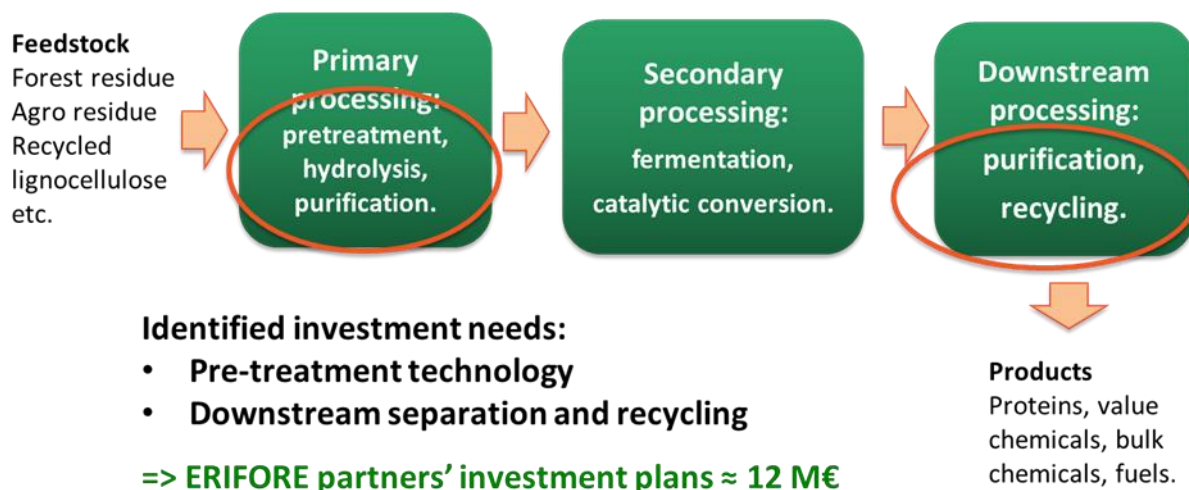 Feedstock
Forest residue
Agro residue
Recycled
lignocellulose
etc.
Primary
processing:
pretreatment,
hydrolysis,
purification.
Secondary
processing:
fermentation,
catalytic conversion.
Downstream
processing:
purification,
recycling.
Identified investment needs:
• Pre-treatment technology
• Downstream separation and recycling
=> ERIFORE partners’ investment plans ≈ 12 M€
Products
Proteins, value
chemicals, bulk
chemicals, fuels.